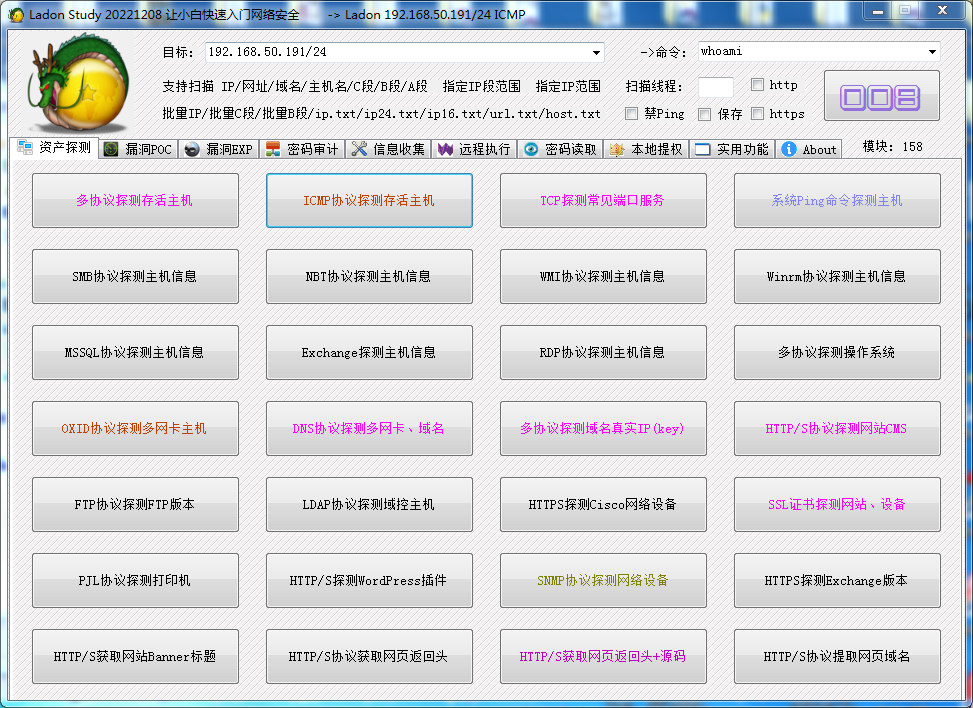 Ladon Study 20221208 让小白快速入门网络安全 -> Ladon 192.168.50.191/24 ICMP
目标: 192.168.50.191/24 ->命令: whoami
支持扫描 IP/网址/域名/主机名/C段/B段/A段 指定IP段范围 指定IP范围 扫描线程: http
批量IP/批量C段/批量B段/ip.txt/ip24.txt/ip16.txt/url.txt/host.txt 禁Ping 保存 https
资产探测 漏洞POC 漏洞EXP 密码审计 信息收集 远程执行 密码读取 本地提权 实用功能 About 模块: 158
多协议探测存活主机 ICMP协议探测存活主机 TCP探测常见端口服务 系统Ping命令探测主机
SMB协议探测主机信息 NBT协议探测主机信息 WMI协议探测主机信息 Winrm协议探测主机信息
MSSQL协议探测主机信息 Exchange探测主机信息 RDP协议探测主机信息 多协议探测操作系统
OXID协议探测多网卡主机 DNS协议探测多网卡、域名 多协议探测域名真实IP(key) HTTP/S协议探测网站CMS
FTP协议探测FTP版本 LDAP协议探测域控主机 HTTPS探测Cisco网络设备 SSL证书探测网站、设备
PJL协议探测打印机 HTTP/S探测WordPress插件 SNMP协议探测网络设备 HTTPS探测Exchange版本
HTTP/S获取网站Banner标题 HTTP/S协议获取网页返回头 HTTP/S获取网页返回头+源码 HTTP/S协议提取网页域名